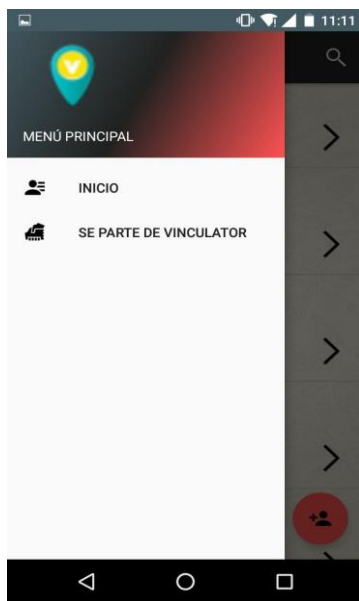 11:11
V
MENÚ PRINCIPAL
INICIO
SE PARTE DE VINCULATOR